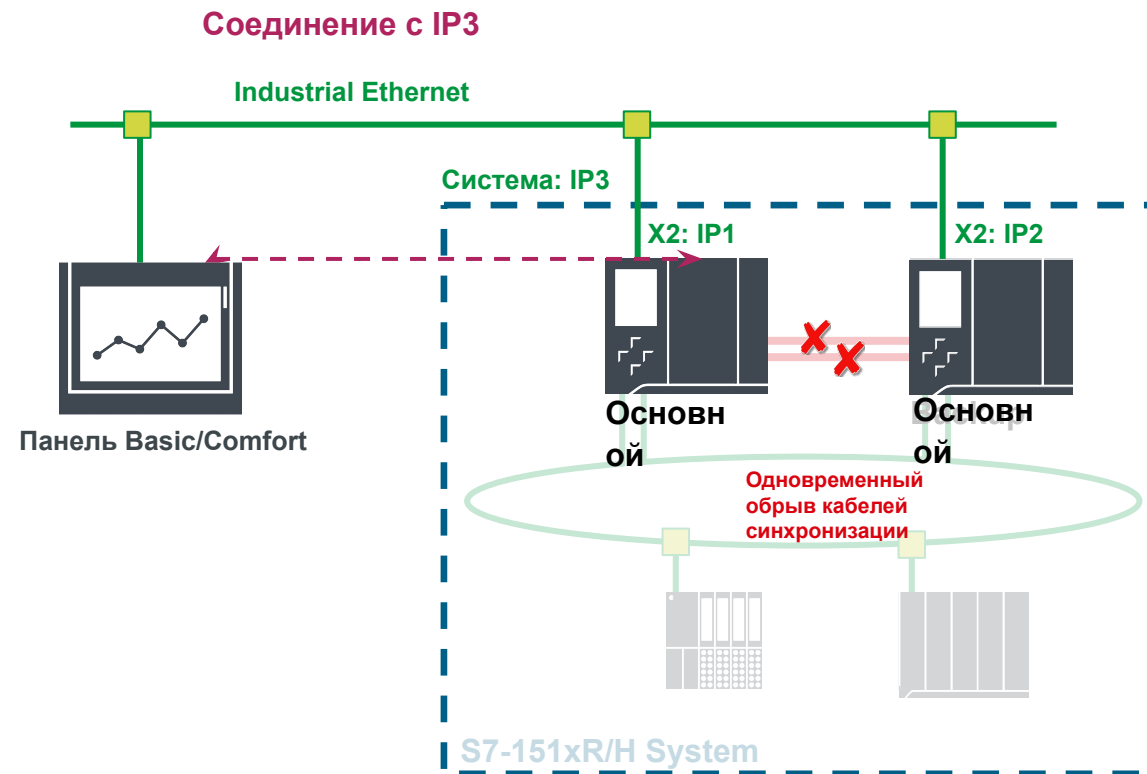 Соединение с IP3
Industrial Ethernet
Система: IP3
X2: IP1
X2: IP2
Основн
ой
Backup
Основн
ой
Панель Basic/Comfort
Одновременный
обрыв кабелей
синхронизации
S7-151xR/H System